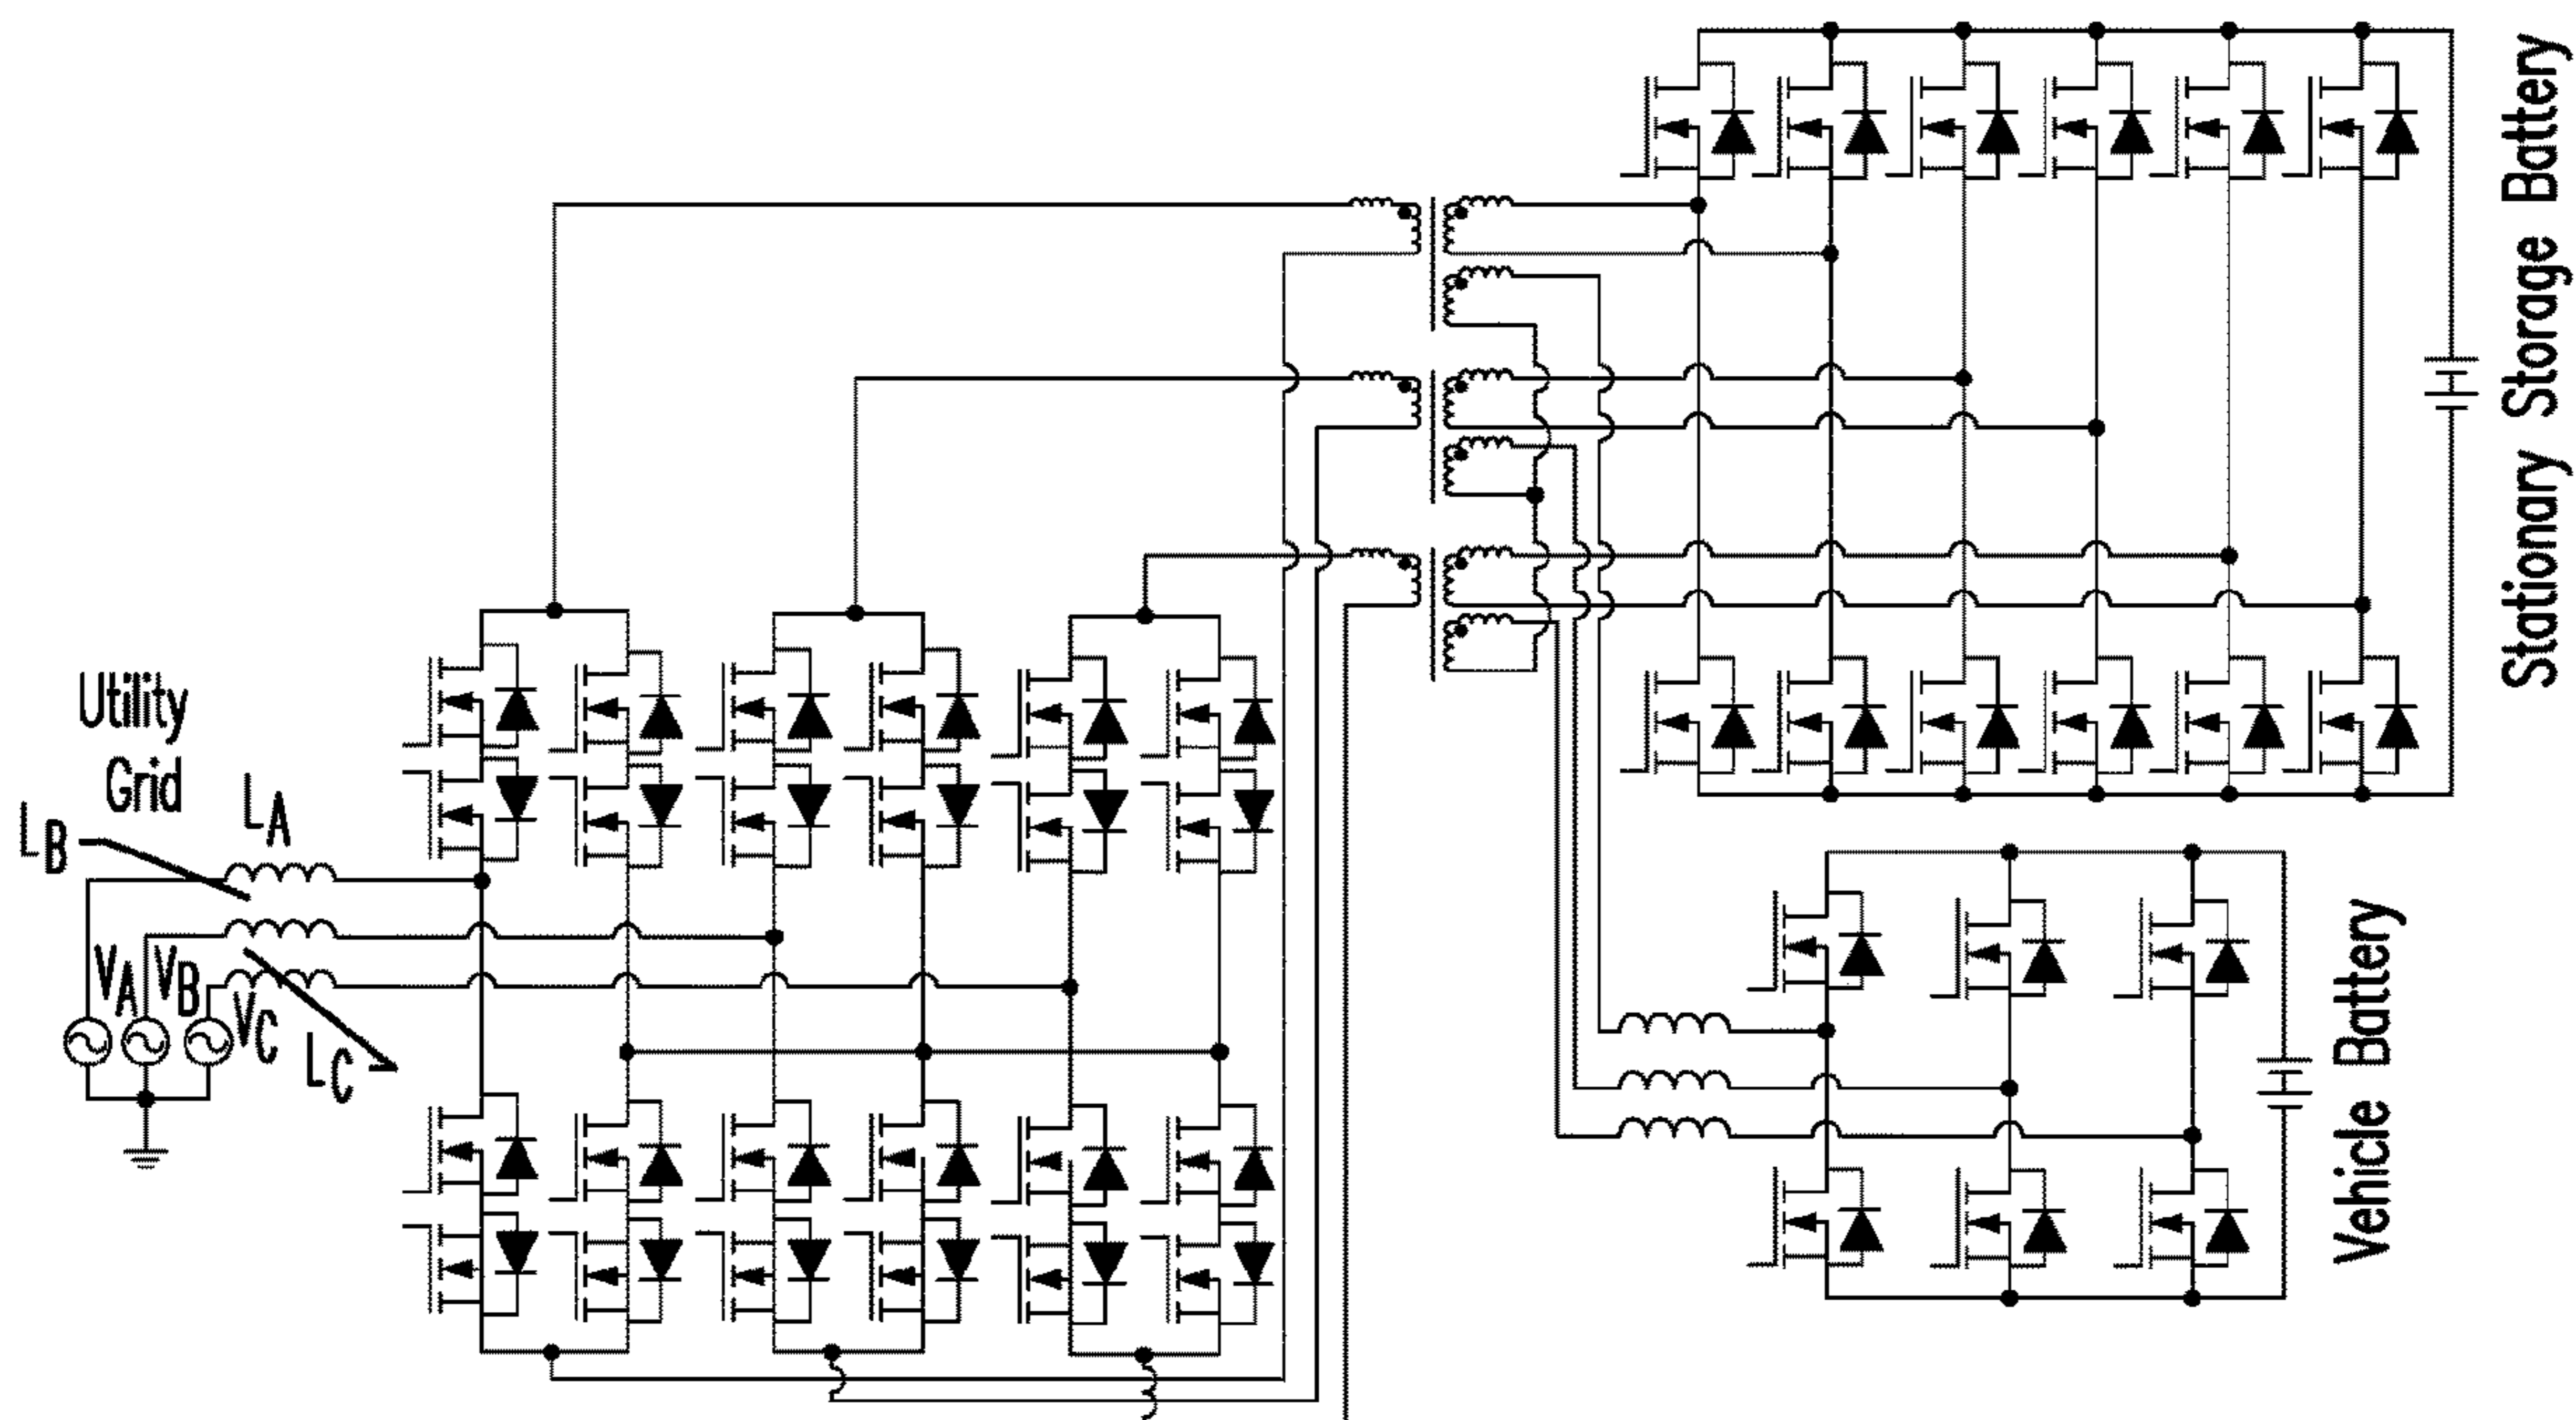 Utility
Grid
LB
LA
VA
VB
VC
LC
Stationary Storage Battery
Vehicle Battery